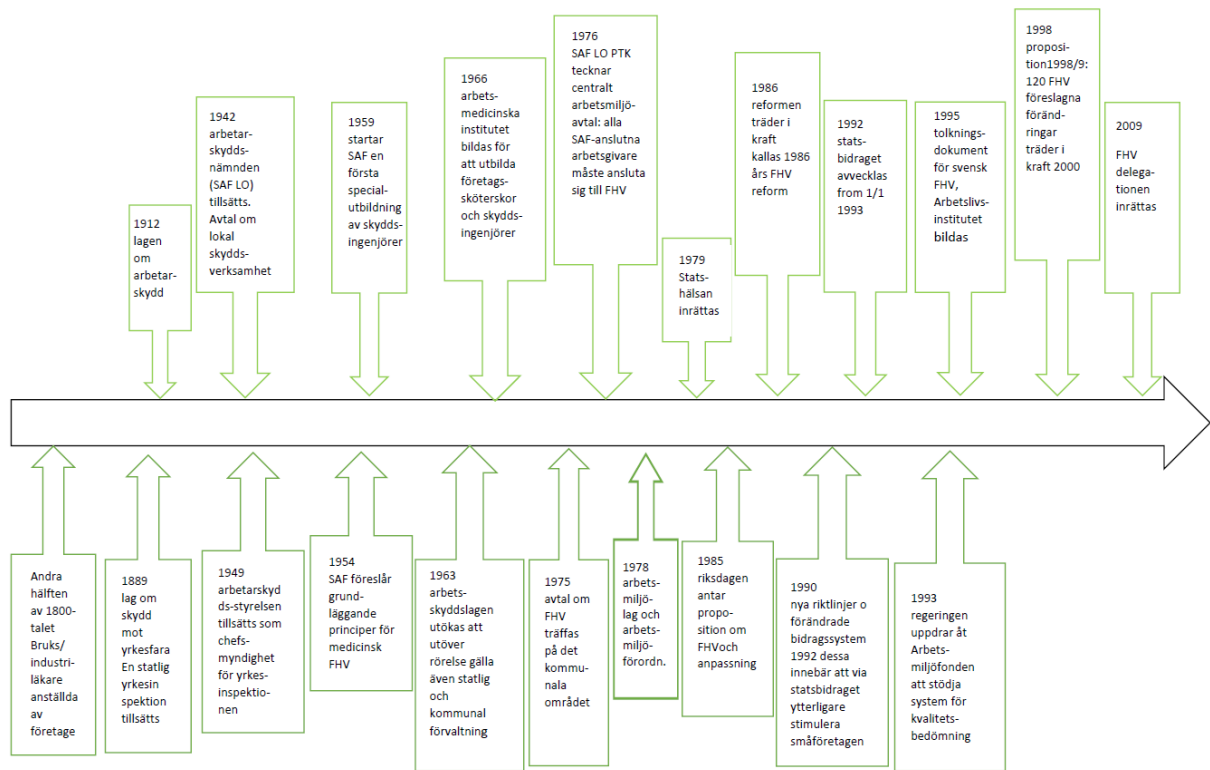 1912
lagen
om
arbetar-
skydd
1942
arbetar-
skydds-
nämnden
(SAF LO)
tillsätts.
Avtal om
lokal
skydds-
verksamhet
1959
startar
SAF en
första
special-
utbildning
av skydds-
ingenjörer
1966
arbets-
medicinska
institutet
bildas för
att utbilda
företags-
sköterskor
och skydds-
ingenjörer
1976
SAF LO PTK
tecknar
centralt
arbetsmiljö-
avtal: alla
SAF-anslutna
arbetsgivare
måste ansluta
sig till FHV
1979
Stats-
hälsan
inrättas
1986
reformen
träder i
kraft
kallas 1986
års FHV
reform
1992
stats-
bidraget
avvecklas
from 1/1
1993
1995
tolknings-
dokument
för svensk
FHV,
Arbetslivs-
institutet
bildas
1998
proposi-
tion1998/9:
120 FHV
föreslagna
föränd-
ringar
träder i
kraft 2000
2009
FHV
delega-
tionen
inrättas
Andra
hälften
av 1800-
talet
Bruks/
industri-
läkare
anställda
av
företage
1889
lag om
skydd
mot
yrkesfara
En statlig
yrkesin
spektion
tillsätts
1949
arbetarskyd
ds-styrelsen
tillsätts som
chefs-
myndighet
för yrkes-
inspektio-
nen
1954
SAF föreslår
grund-
läggande
principer för
medicinsk
FHV
1963
arbets-
skyddslagen
utökas att
utöver
rörelse gälla
även statlig
och
kommunal
förvaltning
1975
avtal om
FHV
träffas
på det
kommu-
nala
området
1978
arbets-
miljö-
lag och
arbets-
miljö-
förordn.
1985
riksdagen
antar
propo-
sition om
FHVoch
anpassning
1990
nya riktlinjer o
förändrade
bidragssystem
1992 dessa
innebär att via
statsbidraget
ytterligare
stimulera
småföretagen
1993
regeringen
uppdrar åt
Arbets-
miljöfonden
att stödja
system för
kvalitets-
bedömning